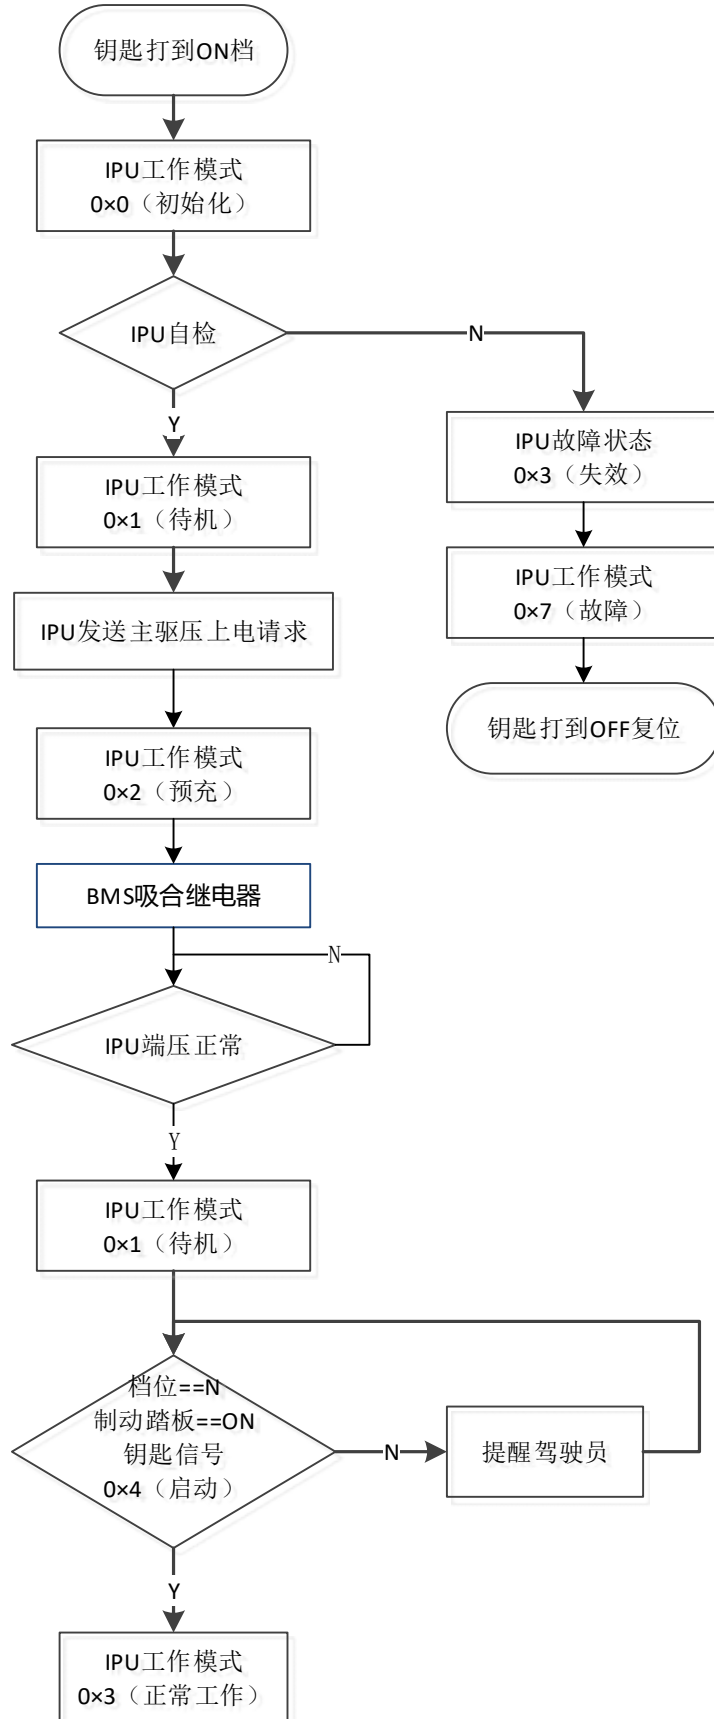 钥匙打到ON档
IPU工作模式
0×0（初始化）
IPU自检
N
Y
IPU故障状态
0×3（失效）
IPU工作模式
0×1（待机）
IPU工作模式
0×7（故障）
IPU发送主驱压上电请求
钥匙打到OFF复位
IPU工作模式
0×2（预充）
BMS吸合继电器
N
IPU端压正常
Y
IPU工作模式
0×1（待机）
档位==N
制动踏板==ON
钥匙信号
0×4（启动）
N
提醒驾驶员
Y
IPU工作模式
0×3（正常工作）